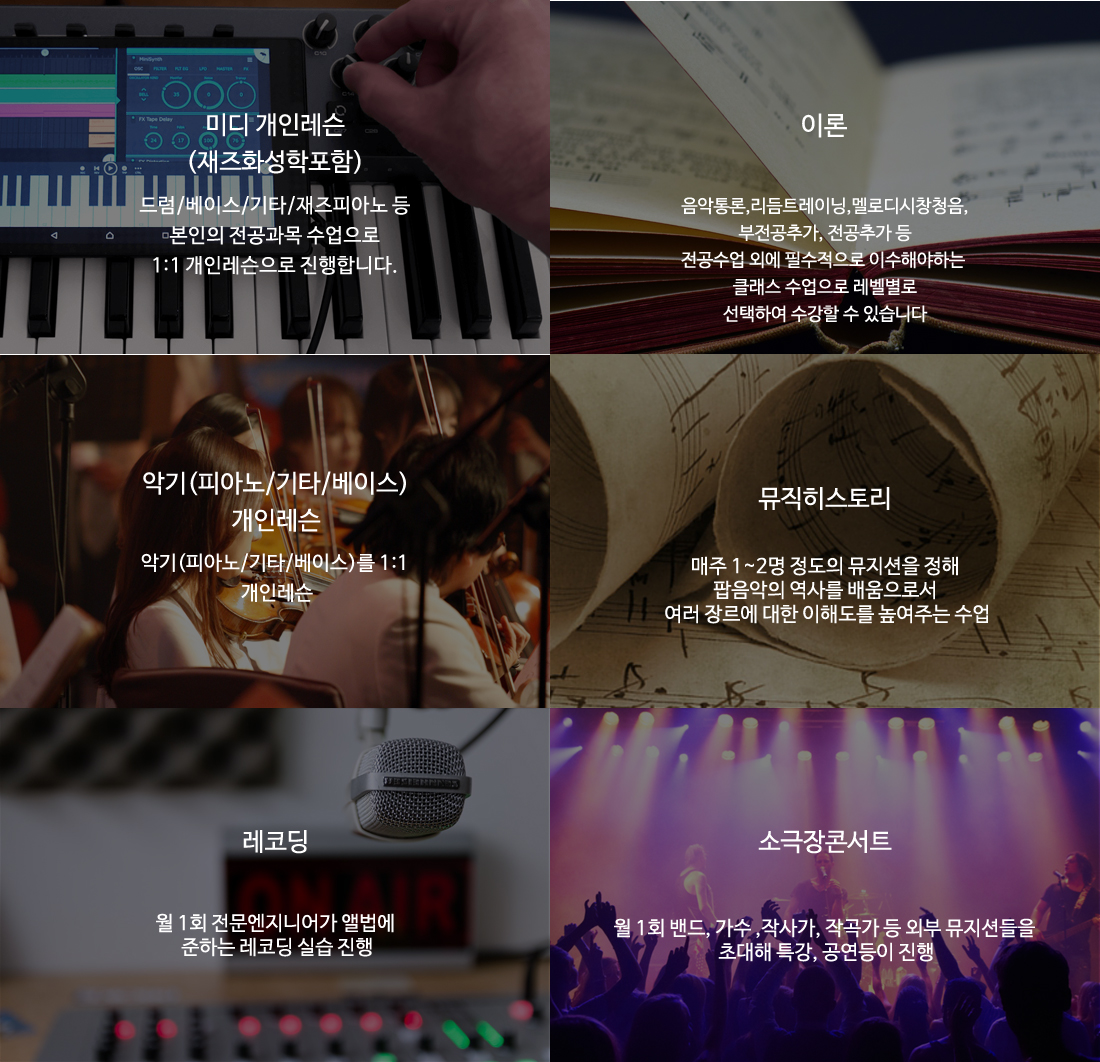 미디 개인레슨
(재즈화성학포함)
드럼/베이스/기타/재즈피아노 등
본인의 전공과목 수업으로
1:1 개인레슨으로 진행합니다.
이론
음악통론,리듬트레이닝,멜로디시창청음,
부전공추가, 전공추가 등
전공수업 외에 필수적으로 이수해야하는
클래스 수업으로 레벨별로
선택하여 수강할 수 있습니다
악기(피아노/기타/베이스)
개인레슨
악기(피아노/기타/베이스)를 1:1
개인레슨
뮤직히스토리
매주 1~2명 정도의 뮤지션을 정해
팝음악의 역사를 배움으로서
여러 장르에 대한 이해도를 높여주는 수업
레코딩
ON AIR
월 1회 전문엔지니어가 앨범에
준하는 레코딩 실습 진행
소극장콘서트
월 1회 밴드, 가수 ,작사가, 작곡가 등 외부 뮤지션들을
초대해 특강, 공연등이 진행